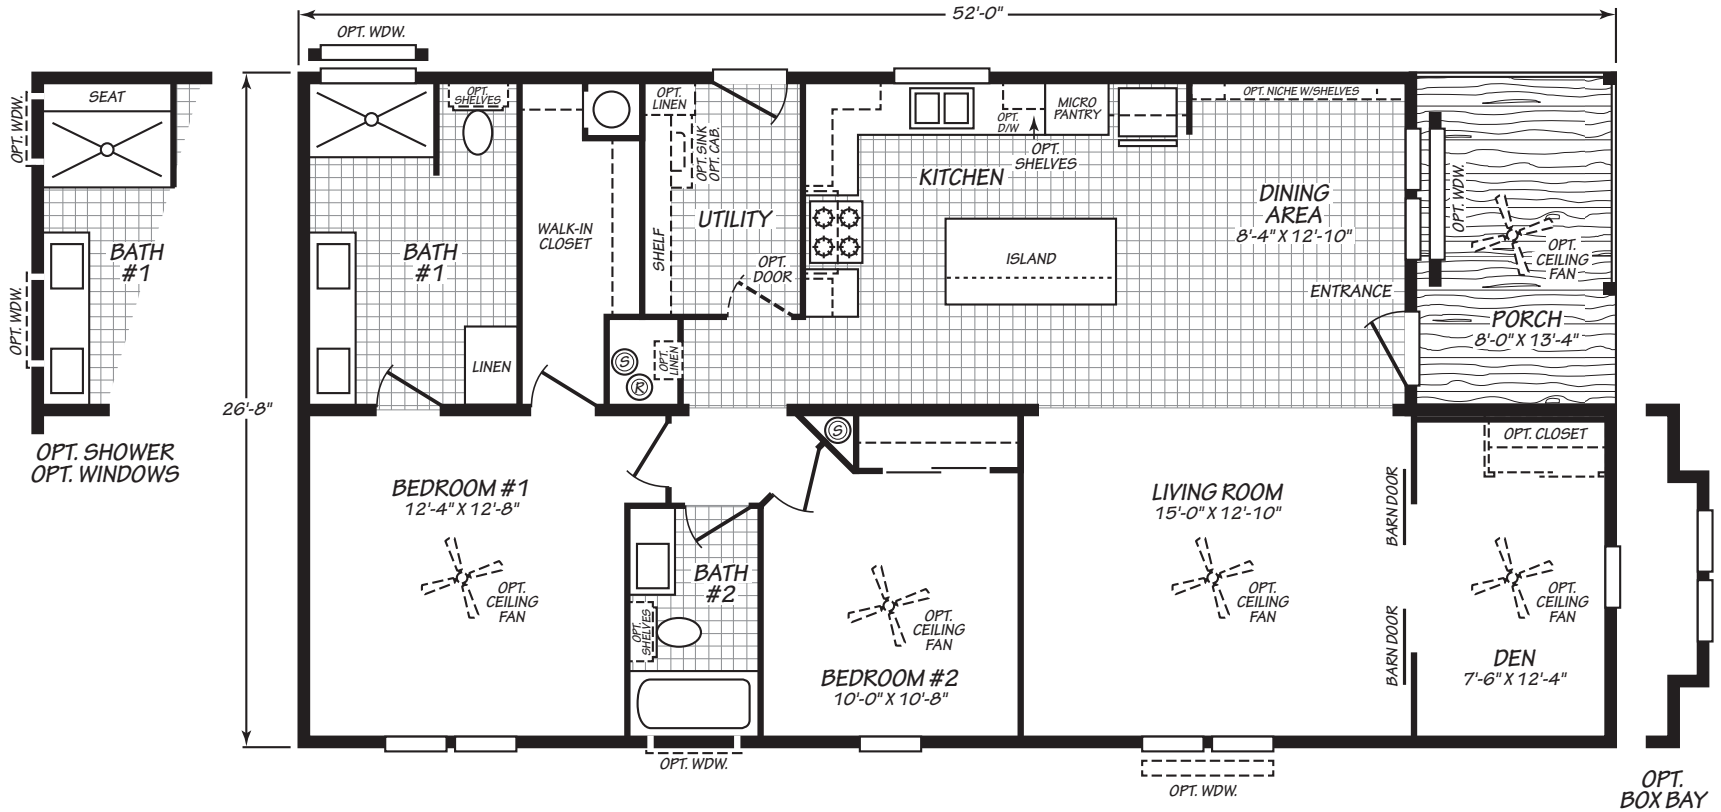 52'-0"
OPT. WDW.
SEAT
OPT. WDW.
BATH
#1
OPT. WDW.
OPT. SHOWER
OPT. WINDOWS
26'-8"
OPT.
SHELVES
BATH
#1
LINEN
WALK-IN
CLOSET
OPT.
LINEN
OPT. SINK
OPT. CAB.
SHELF
UTILITY
OPT.
DOOR
S
R
OPT.
LINEN
KITCHEN
OPT.
D/W
OPT.
SHELVES
MICRO
PANTRY
ISLAND
OPT. NICHE W/SHELVES
DINING
AREA
8'-4" X 12'-10"
ENTRANCE
OPT. WDW.
OPT.
CEILING
FAN
PORCH
8'-0" X 13'-4"
BEDROOM #1
12'-4" X 12'-8"
OPT.
CEILING
FAN
BATH
#2
OPT.
SHELVES
OPT. WDW.
S
OPT.
CEILING
FAN
BEDROOM #2
10'-0" X 10'-8"
LIVING ROOM
15'-0" X 12'-10"
OPT.
CEILING
FAN
OPT. WDW.
BARN DOOR
BARN DOOR
OPT. CLOSET
OPT.
CEILING
FAN
DEN
7'-6" X 12'-4"
OPT.
BOX BAY